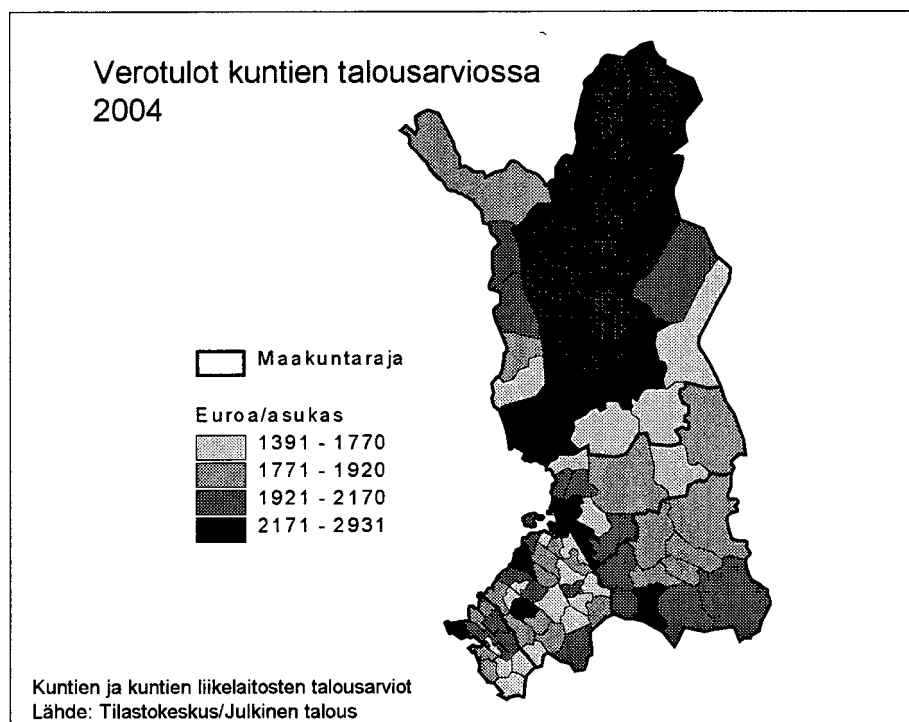 Verotulot kuntien talousarviossa
2004
Maakuntaraja
Euroa/asukas
1391 - 1770
1771 - 1920
1921 - 2170
2171 - 2931
Kuntien ja kuntien liikelaitosten talousarviot
Lähde: Tilastokeskus/Julkinen talous